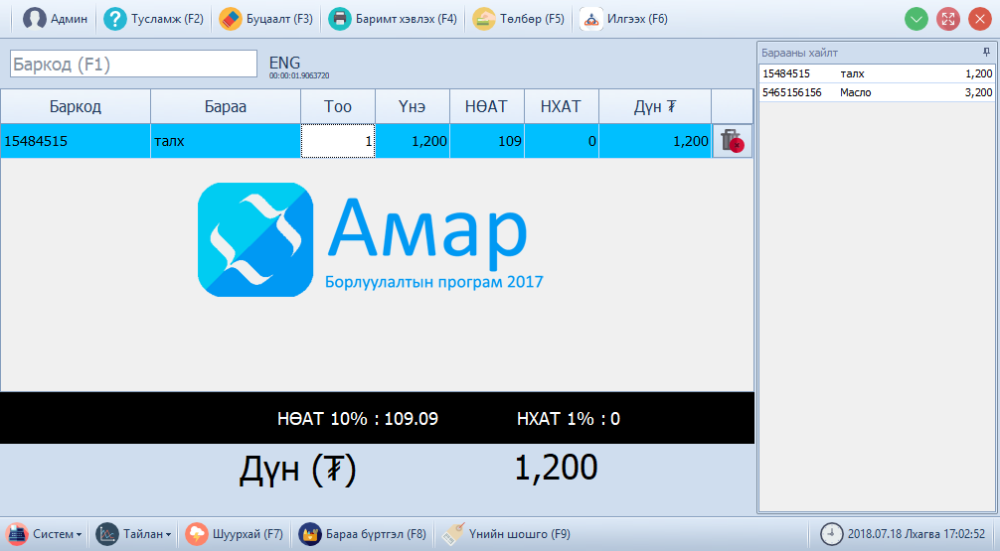 Админ Тусламж (F2) Буцаалт (F3) Баримт хэвлэх (F4) Төлбөр (F5) Илгээх (F6)
Баркод (F1) ENG
00:00:01.9063720
Баркод Бараа Тоо Үнэ НӨАТ НХАТ Дүн ₮
15484515 талх 1 1,200 109 0 1,200
Амар
Борлуулалтын програм 2017
НӨАТ 10% : 109.09 НХАТ 1% : 0
Дүн (₮) 1,200
Барааны хайлт
15484515 талх 1,200
5465156156 Масло 3,200
Систем Тайлан Шуурхай (F7) Бараа бүртгэл (F8) Үнийн шошго (F9) 2018.07.18 Лхагва 17:02:52